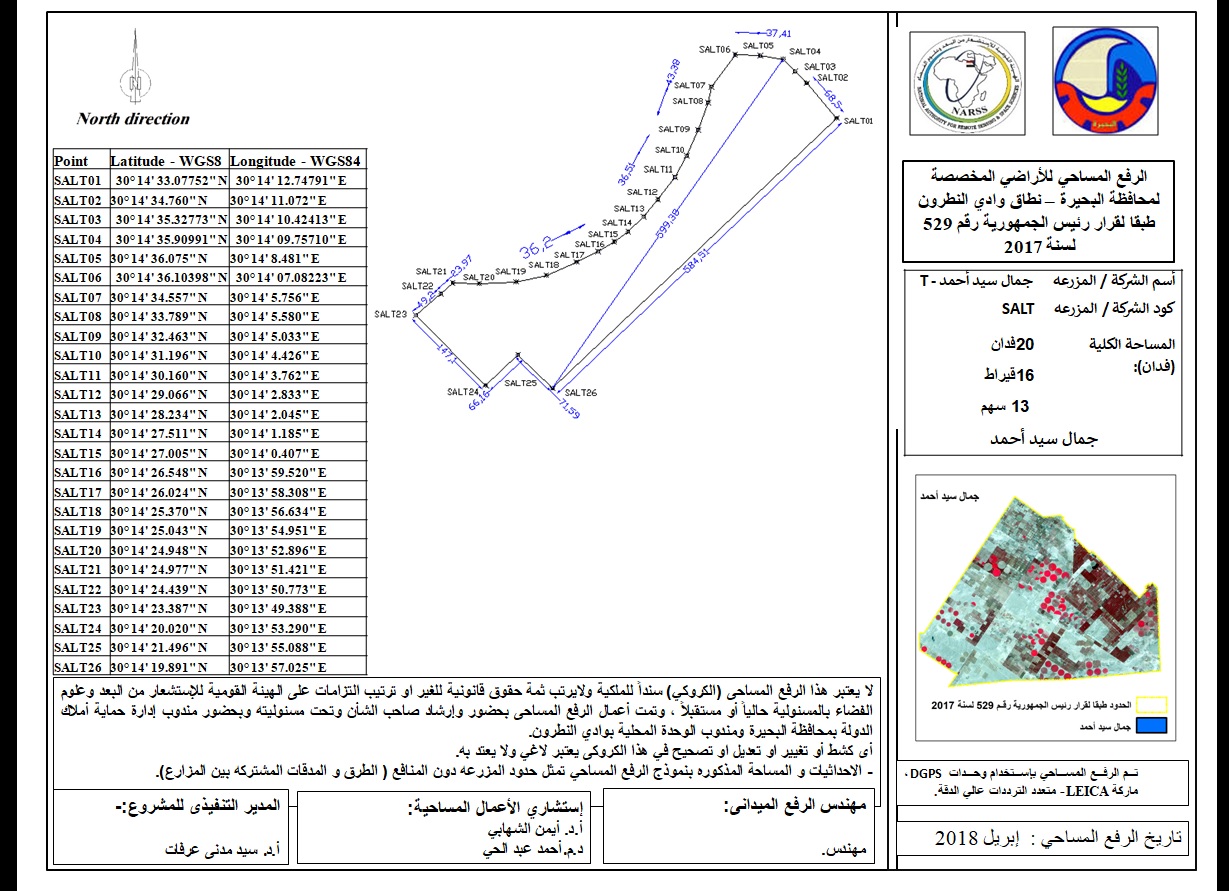 North direction
Point Latitude - WGS8 Longitude - WGS84
SALT01 30°14'33.07752"N 30°14'12.74791"E
SALT02 30°14'34.760"N 30°14'11.072"E
SALT03 30°14'35.32773"N 30°14'10.42413"E
SALT04 30°14'35.90991"N 30°14'09.75710"E
SALT05 30°14'36.075"N 30°14'8.481"E
SALT06 30°14'36.10398"N 30°14'07.08223"E
SALT07 30°14'34.557"N 30°14'5.756"E
SALT08 30°14'33.789"N 30°14'5.580"E
SALT09 30°14'32.463"N 30°14'5.033"E
SALT10 30°14'31.196"N 30°14'4.426"E
SALT11 30°14'30.160"N 30°14'3.762"E
SALT12 30°14'29.066"N 30°14'2.833"E
SALT13 30°14'28.234"N 30°14'2.045"E
SALT14 30°14'27.511"N 30°14'1.185"E
SALT15 30°14'27.005"N 30°14'0.407"E
SALT16 30°14'26.548"N 30°13'59.520"E
SALT17 30°14'26.024"N 30°13'58.308"E
SALT18 30°14'25.370"N 30°13'56.634"E
SALT19 30°14'25.043"N 30°13'54.951"E
SALT20 30°14'24.948"N 30°13'52.896"E
SALT21 30°14'24.977"N 30°13'51.421"E
SALT22 30°14'24.439"N 30°13'50.773"E
SALT23 30°14'23.387"N 30°13'49.388"E
SALT24 30°14'20.020"N 30°13'53.290"E
SALT25 30°14'21.496"N 30°13'55.088"E
SALT26 30°14'19.891"N 30°13'57.025"E
37,41
SALT06
SALT05
SALT04
SALT03
SALT02
SALT01
68,5
43,38
SALT07
SALT08
SALT09
SALT10
SALT11
SALT12
SALT13
SALT14
SALT15
SALT16
SALT17
SALT18
SALT19
SALT20
SALT21
SALT22
SALT23
SALT24
SALT25
SALT26
36,51
36,2
23,97
49,2
147,1
66,16
71,59
599,38
584,51
NARSS
NATIONAL AUTHORITY FOR REMOTE SENSING & SPACE SCIENCES
البحيرة
الرفع المساحي للأراضي المخصصة
لمحافظة البحيرة – نطاق وادي النطرون
طبقا لقرار رئيس الجمهورية رقم 529
لسنة 2017
أسم الشركة / المزرعه جمال سيد أحمد - T
كود الشركة / المزرعه SALT
المساحة الكلية (فدان): 20فدان
16قيراط
13 سهم
جمال سيد أحمد
جمال سيد أحمد
الحدود طبقا لقرار رئيس الجمهورية رقم 529 لسنة 2017
جمال سيد أحمد
تـم الرفـع المسـاحي بإسـتخدام وحـدات DGPS،
ماركة LEICA- متعدد الترددات عالي الدقة.
تاريخ الرفع المساحي : إبريل 2018
لا يعتبر هذا الرفع المساحى (الكروكي) سنداً للملكية ولايرتب ثمة حقوق قانونية للغير او ترتيب التزامات على الهيئة القومية للإستشعار من البعد وعلوم
الفضاء بالمسئولية حالياً أو مستقبلاً ، وتمت أعمال الرفع المساحى بحضور وإرشاد صاحب الشأن وتحت مسئوليته وبحضور مندوب إدارة حماية أملاك
الدولة بمحافظة البحيرة ومندوب الوحدة المحلية بوادي النطرون.
أى كشط أو تغيير او تعديل او تصحيح في هذا الكروكى يعتبر لاغي ولا يعتد به.
- الاحداثيات و المساحة المذكوره بنموذج الرفع المساحي تمثل حدود المزرعه دون المنافع ( الطرق و المدقات المشتركه بين المزارع).
مهندس الرفع الميدانى:
مهندس.
إستشاري الأعمال المساحية:
أ.د. أيمن الشهابي
د.م.أحمد عبد الحي
المدير التنفيذى للمشروع:-
أ.د. سيد مدنى عرفات